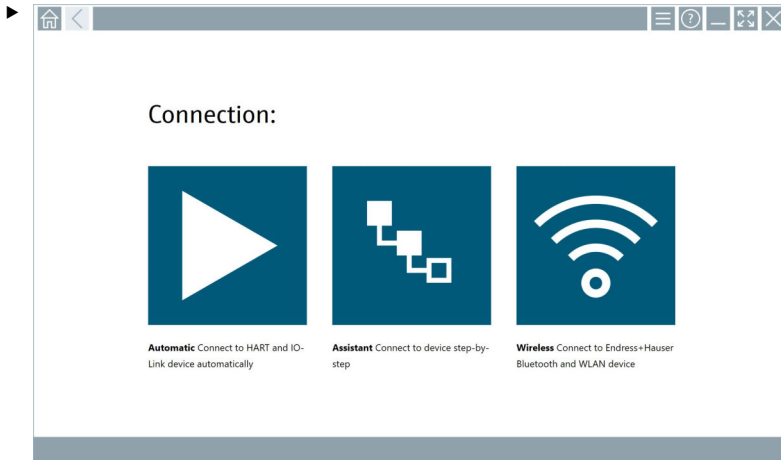 Connection:
Automatic Connect to HART and IO-
Link device automatically
Assistant Connect to device step-by-
step
Wireless Connect to Endress+Hauser
Bluetooth and WLAN device